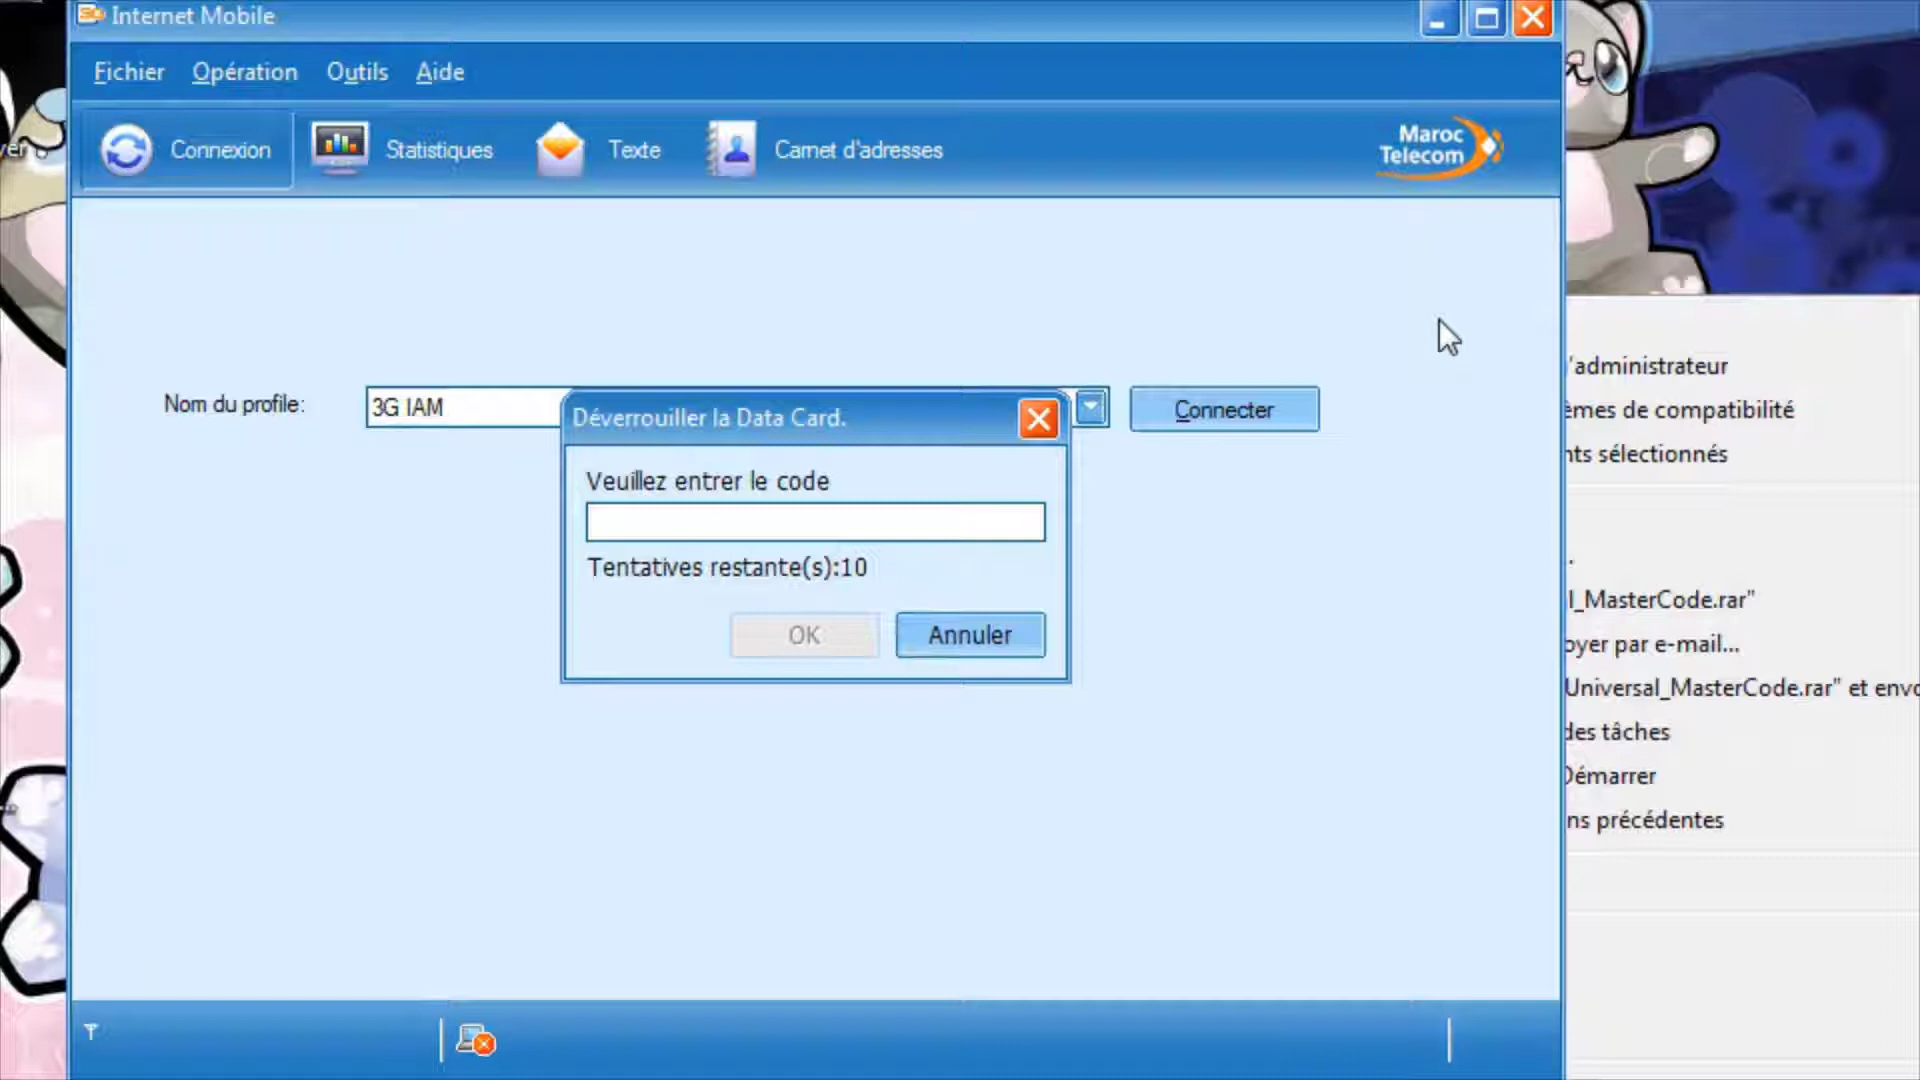 Internet Mobile
Fichier Opération Outils Aide
Connexion Statistiques Texte Carnet d'adresses
Maroc
Telecom
Nom du profile: 3G IAM Connecter
Déverrouiller la Data Card.
Veuillez entrer le code
Tentatives restante(s):10
OK Annuler
'administrateur
èmes de compatibilité
nts sélectionnés
l_MasterCode.rar"
oyer par e-mail...
Universal_MasterCode.rar" et envo
des tâches
Démarrer
ns précédentes